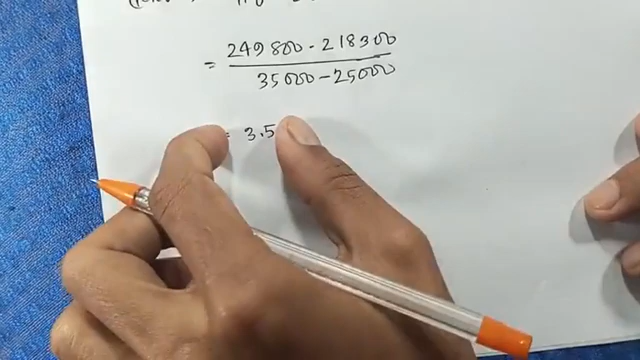 = 249800 - 218300
35000 - 25000
= 3.5